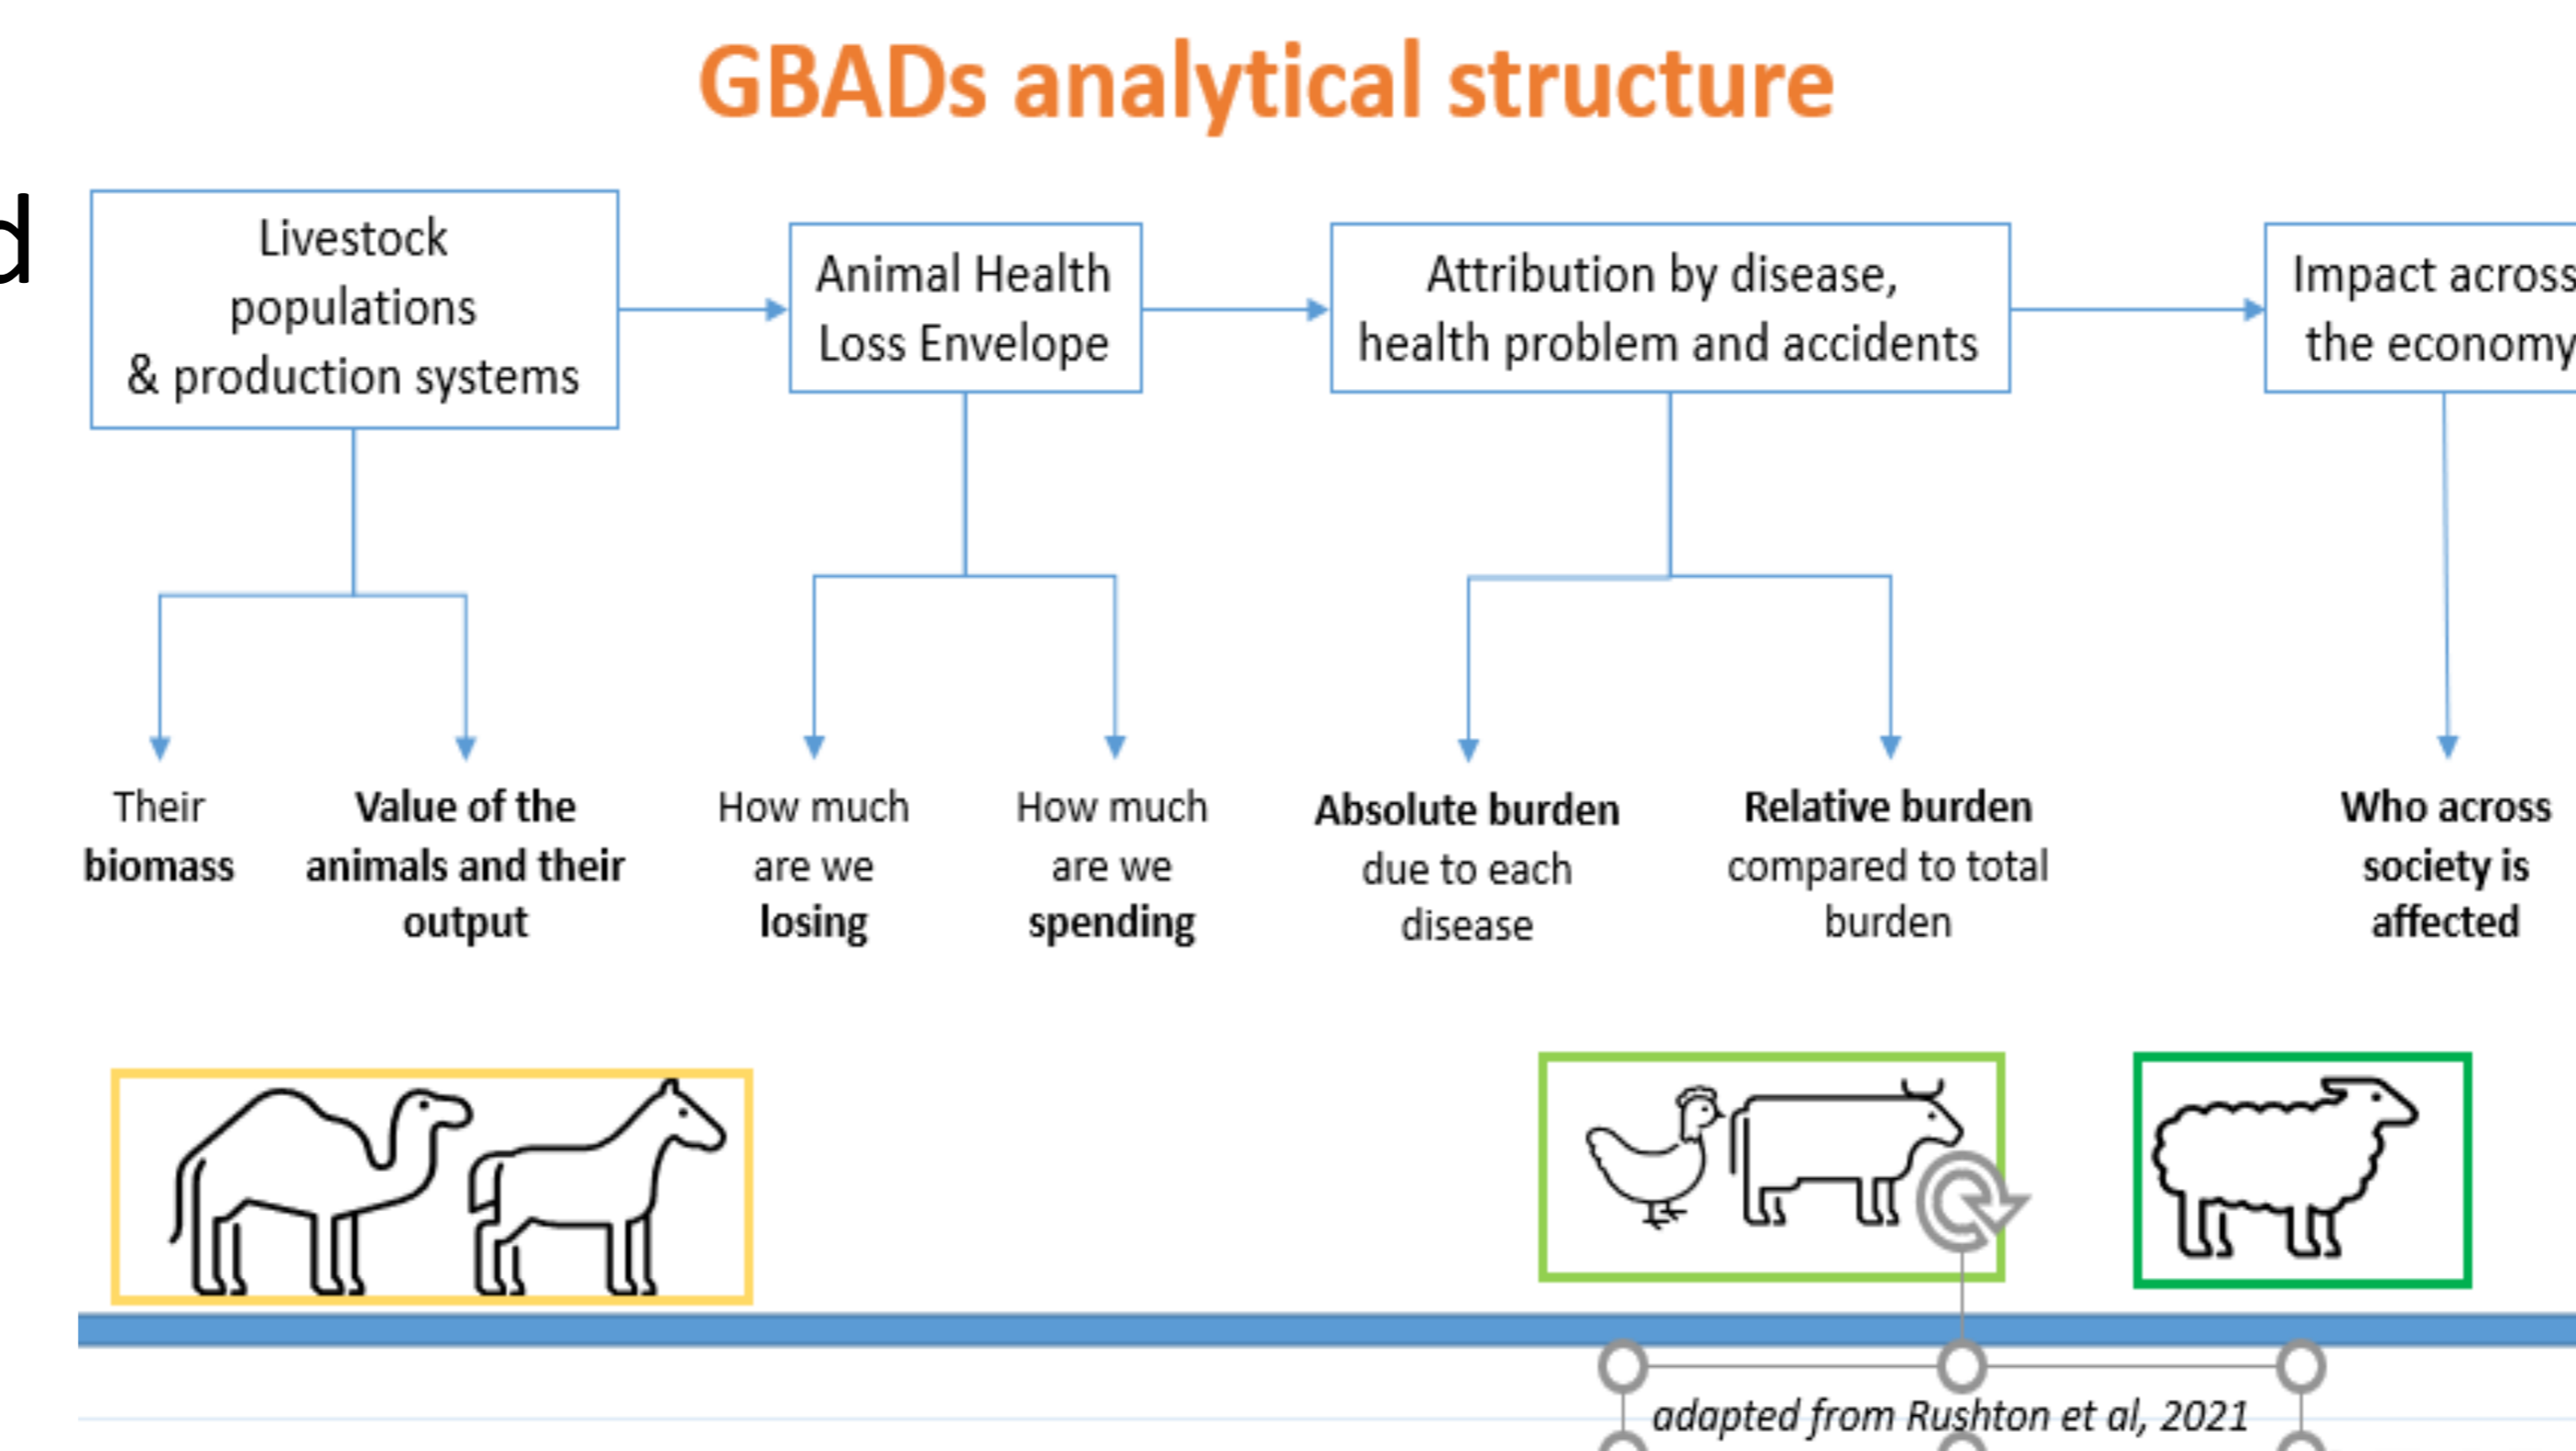 GBADs analytical structure
d
Livestock
populations
& production systems
Animal Health
Loss Envelope
Attribution by disease,
health problem and accidents
Impact across
the economy
Their
biomass
Value of the
animals and their
output
How much
are we
losing
How much
are we
spending
Absolute burden
due to each
disease
Relative burden
compared to total
burden
Who across
society is
affected
adapted from Rushton et al, 2021